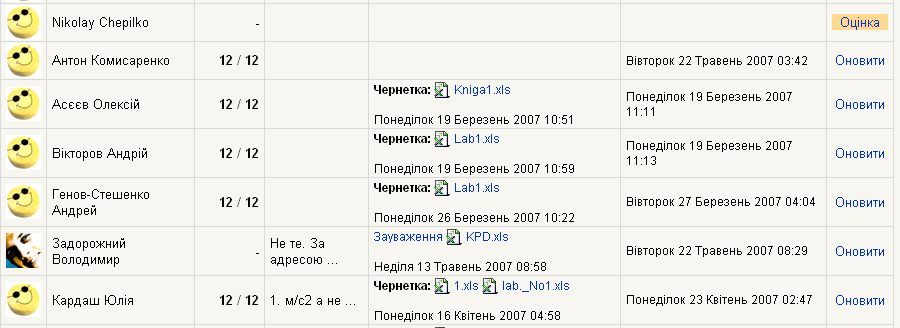 Nikolay Chepilko - Оцінка
Антон Комисаренко 12 / 12 Вівторок 22 Травень 2007 03:42 Оновити
Асєєв Олексій 12 / 12 Чернетка: Kniga1.xls
Понеділок 19 Березень 2007 10:51 Понеділок 19 Березень 2007
11:11 Оновити
Вікторов Андрій 12 / 12 Чернетка: Lab1.xls
Понеділок 19 Березень 2007 10:59 Понеділок 19 Березень 2007
11:13 Оновити
Генов-Стешенко
Андрей 12 / 12 Чернетка: Lab1.xls
Понеділок 26 Березень 2007 10:22 Вівторок 27 Березень 2007 04:04 Оновити
Задорожний
Володимир - Не те. За
адресою ... Зауваження KPD.xls
Неділя 13 Травень 2007 08:58 Вівторок 22 Травень 2007 08:29 Оновити
Кардаш Юлія 12 / 12 1. м/с2 а не ... Чернетка: 1.xls lab._No1.xls
Понеділок 16 Квітень 2007 04:58 Понеділок 23 Квітень 2007 02:47 Оновити